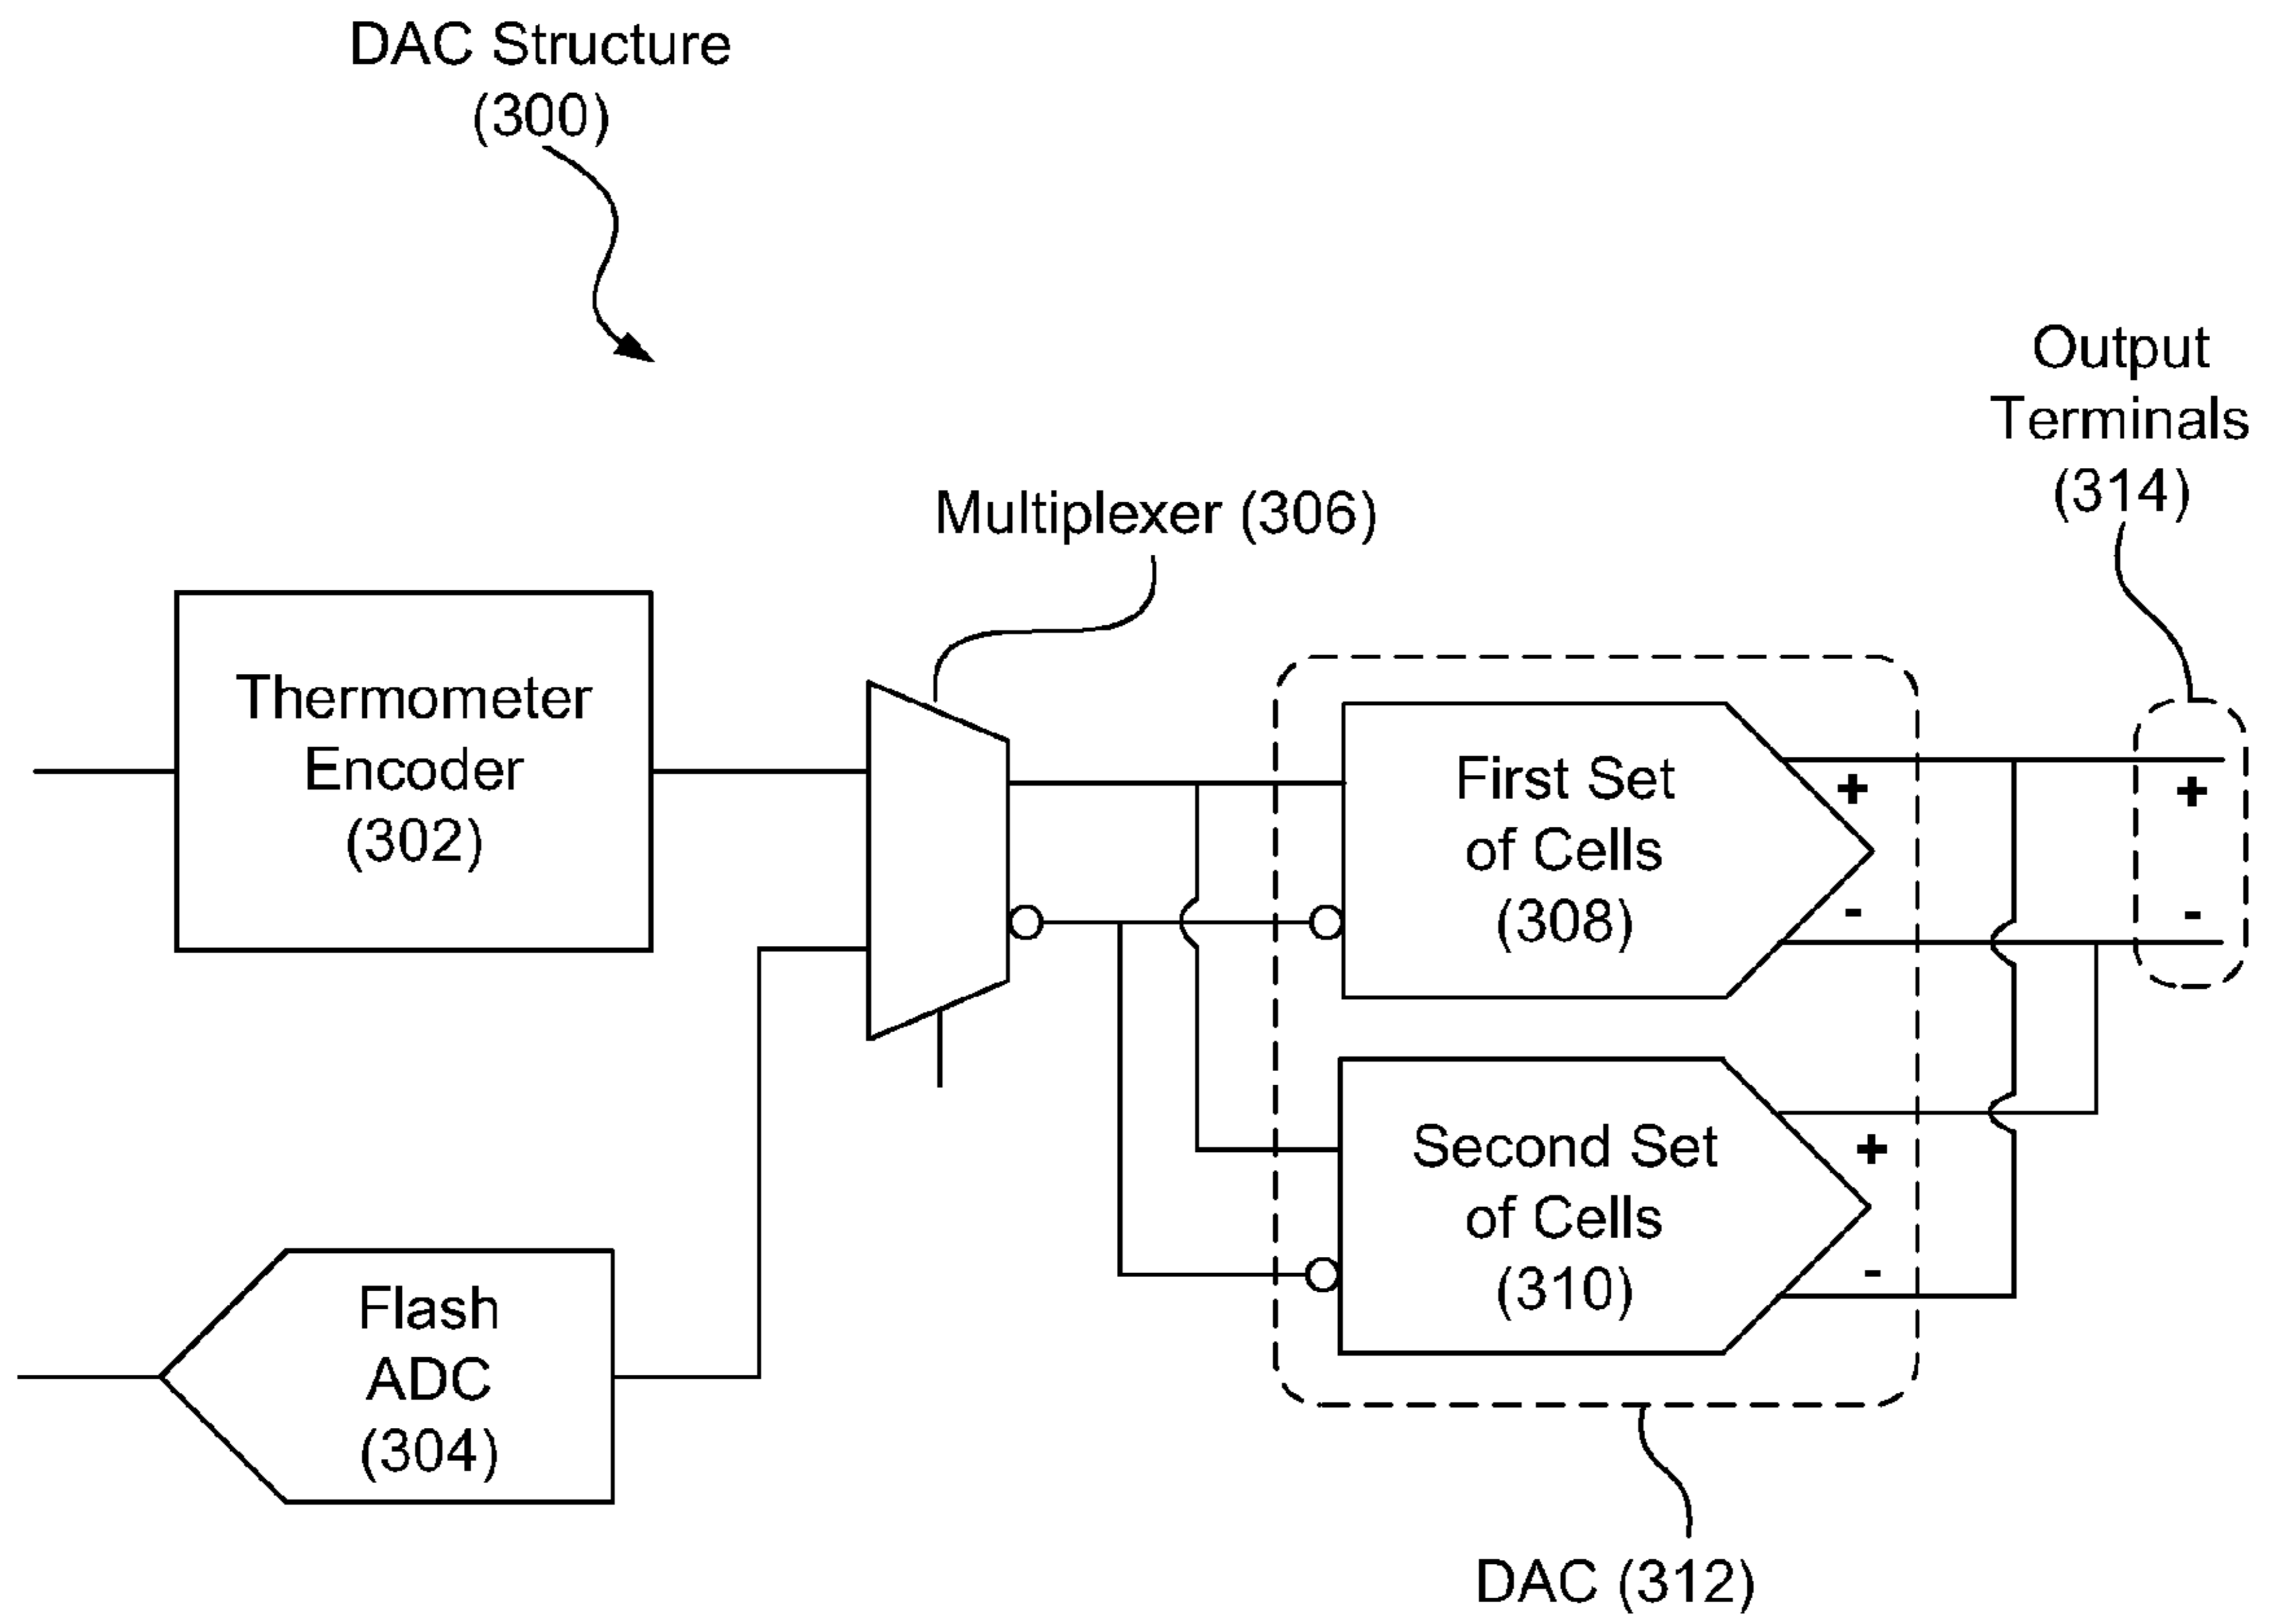 DAC Structure
(300)
Output
Terminals
(314)
Multiplexer (306)
Thermometer
Encoder
(302)
First Set
of Cells
(308)
+
-
+
-
Second Set
of Cells
(310)
+
-
Flash
ADC
(304)
DAC (312)